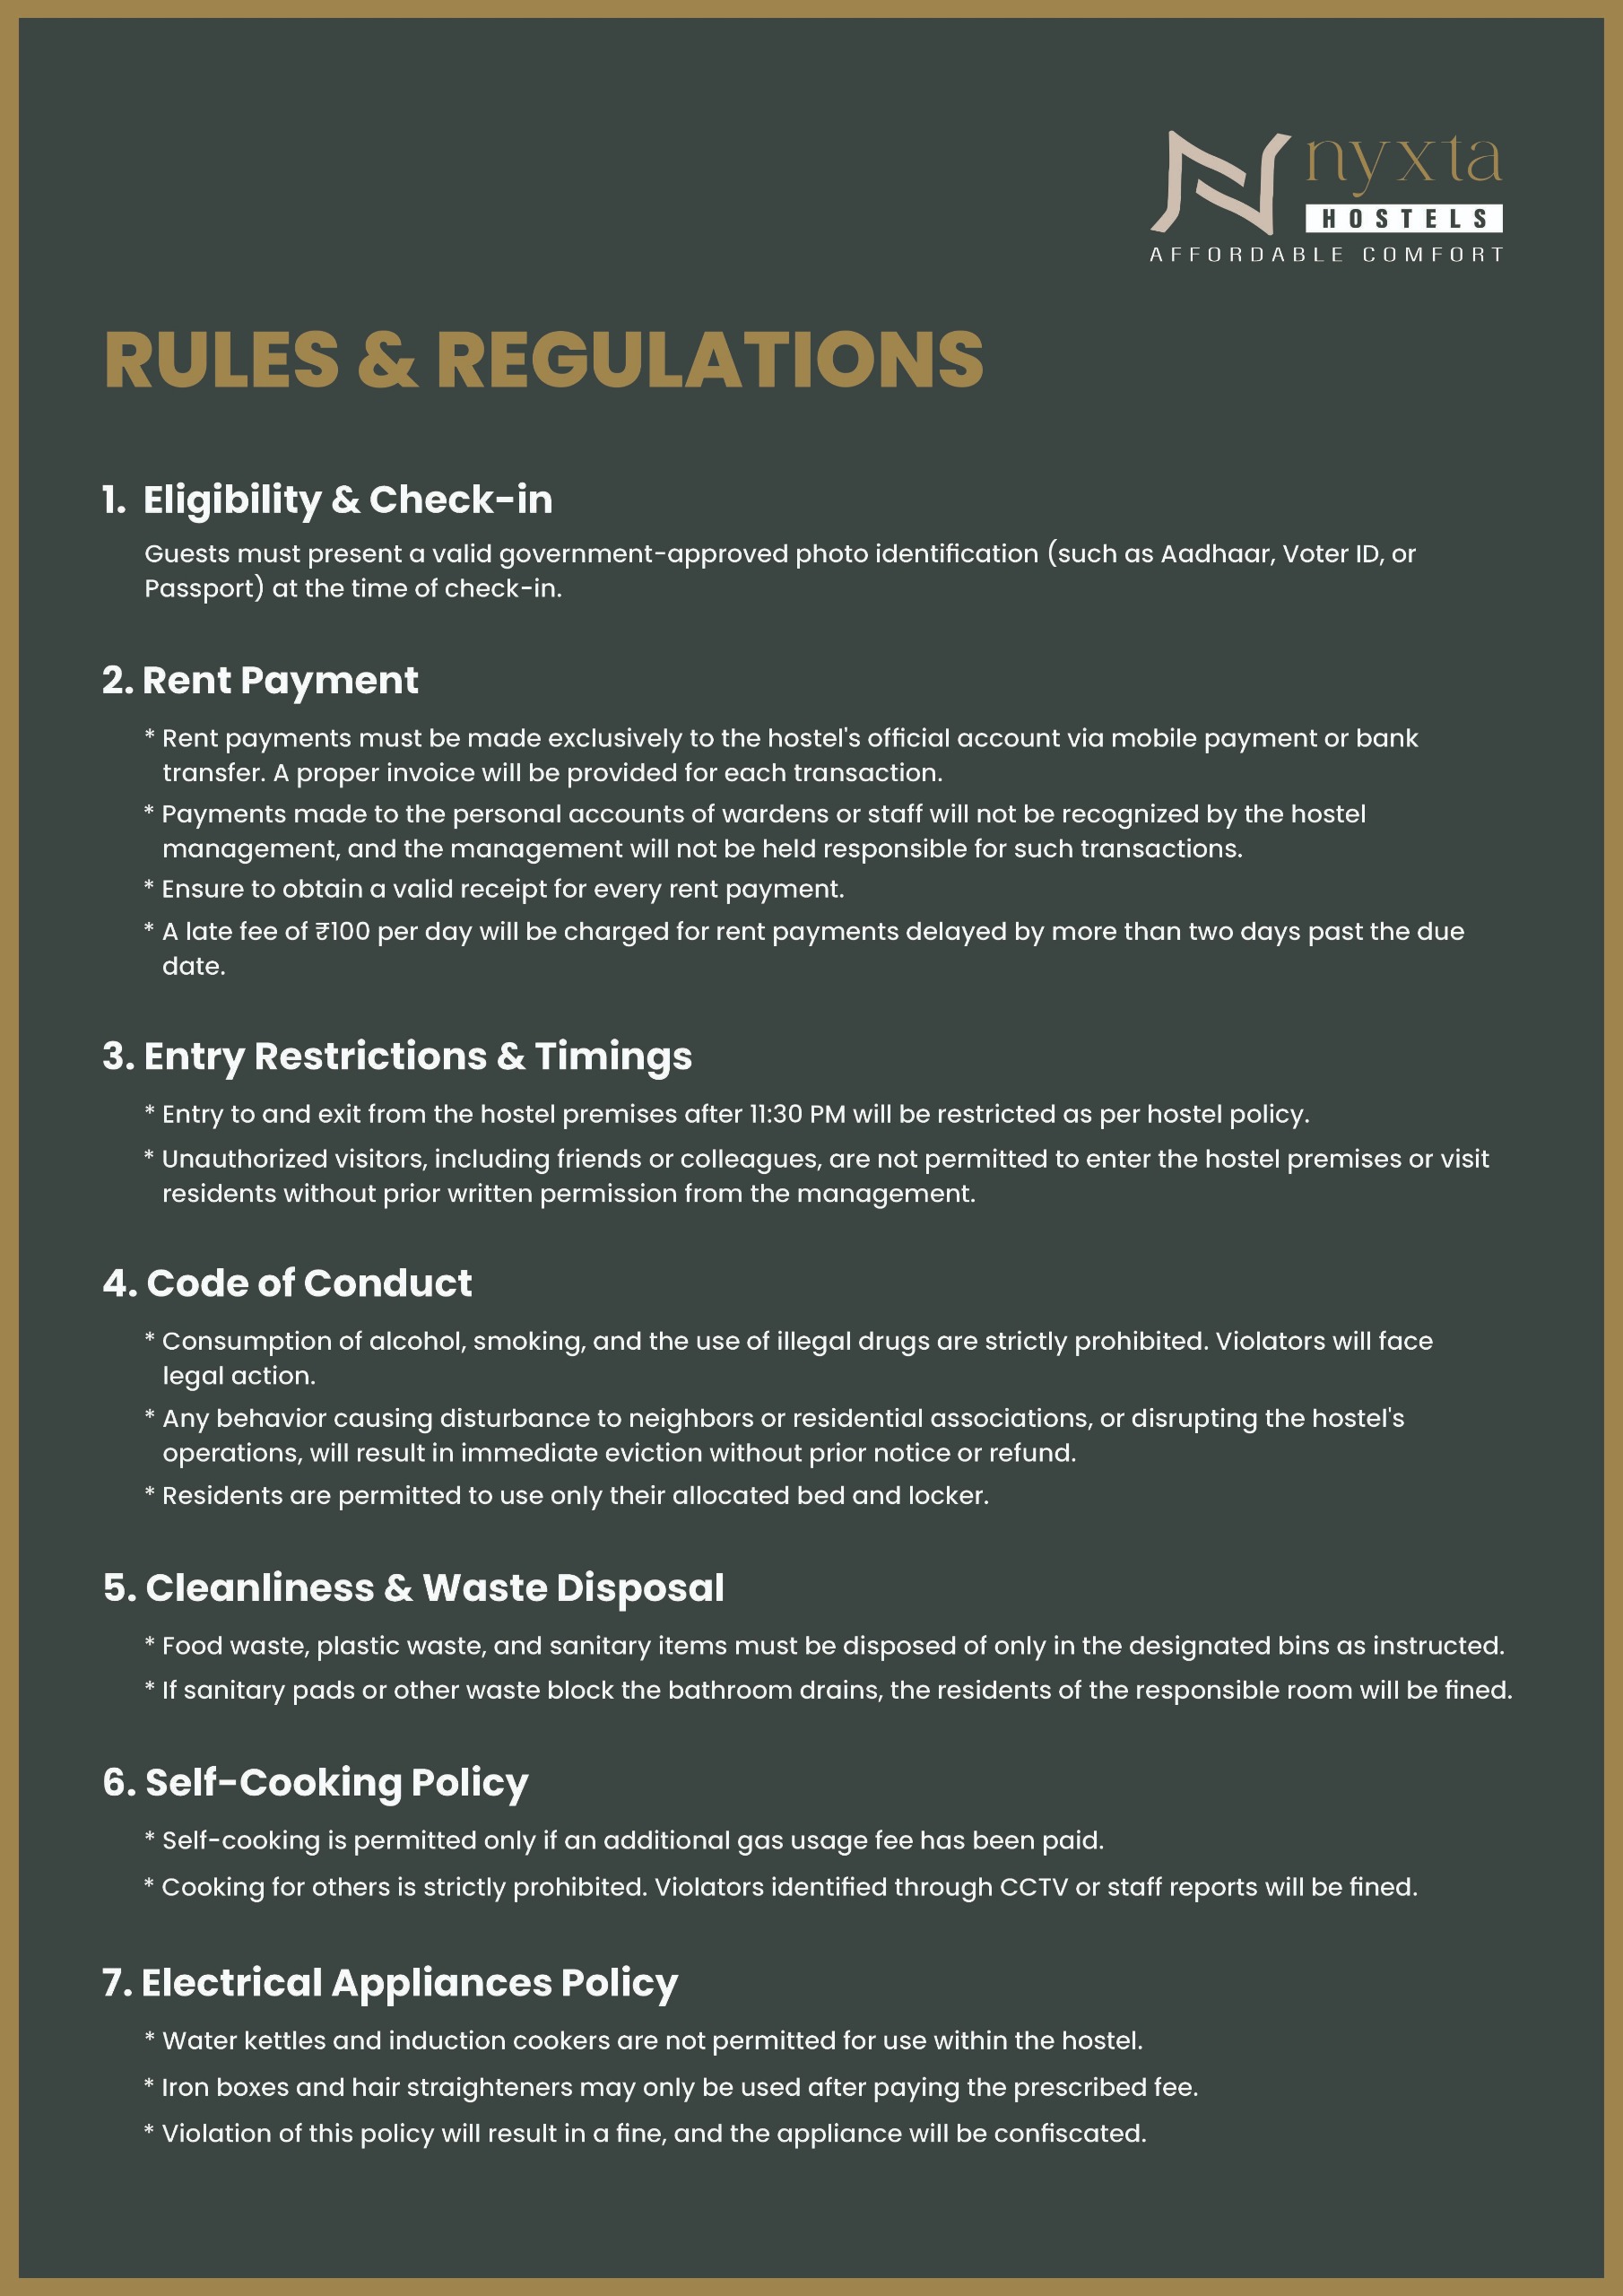 nyxta
HOSTELS
AFFORDABLE COMFORT
RULES & REGULATIONS
1. Eligibility & Check-in
Guests must present a valid government-approved photo identification (such as Aadhaar, Voter ID, or
Passport) at the time of check-in.
2. Rent Payment
* Rent payments must be made exclusively to the hostel's official account via mobile payment or bank
transfer. A proper invoice will be provided for each transaction.
* Payments made to the personal accounts of wardens or staff will not be recognized by the hostel
management, and the management will not be held responsible for such transactions.
* Ensure to obtain a valid receipt for every rent payment.
* A late fee of ₹100 per day will be charged for rent payments delayed by more than two days past the due
date.
3. Entry Restrictions & Timings
* Entry to and exit from the hostel premises after 11:30 PM will be restricted as per hostel policy.
* Unauthorized visitors, including friends or colleagues, are not permitted to enter the hostel premises or visit
residents without prior written permission from the management.
4. Code of Conduct
* Consumption of alcohol, smoking, and the use of illegal drugs are strictly prohibited. Violators will face
legal action.
* Any behavior causing disturbance to neighbors or residential associations, or disrupting the hostel's
operations, will result in immediate eviction without prior notice or refund.
* Residents are permitted to use only their allocated bed and locker.
5. Cleanliness & Waste Disposal
* Food waste, plastic waste, and sanitary items must be disposed of only in the designated bins as instructed.
* If sanitary pads or other waste block the bathroom drains, the residents of the responsible room will be fined.
6. Self-Cooking Policy
* Self-cooking is permitted only if an additional gas usage fee has been paid.
* Cooking for others is strictly prohibited. Violators identified through CCTV or staff reports will be fined.
7. Electrical Appliances Policy
* Water kettles and induction cookers are not permitted for use within the hostel.
* Iron boxes and hair straighteners may only be used after paying the prescribed fee.
* Violation of this policy will result in a fine, and the appliance will be confiscated.